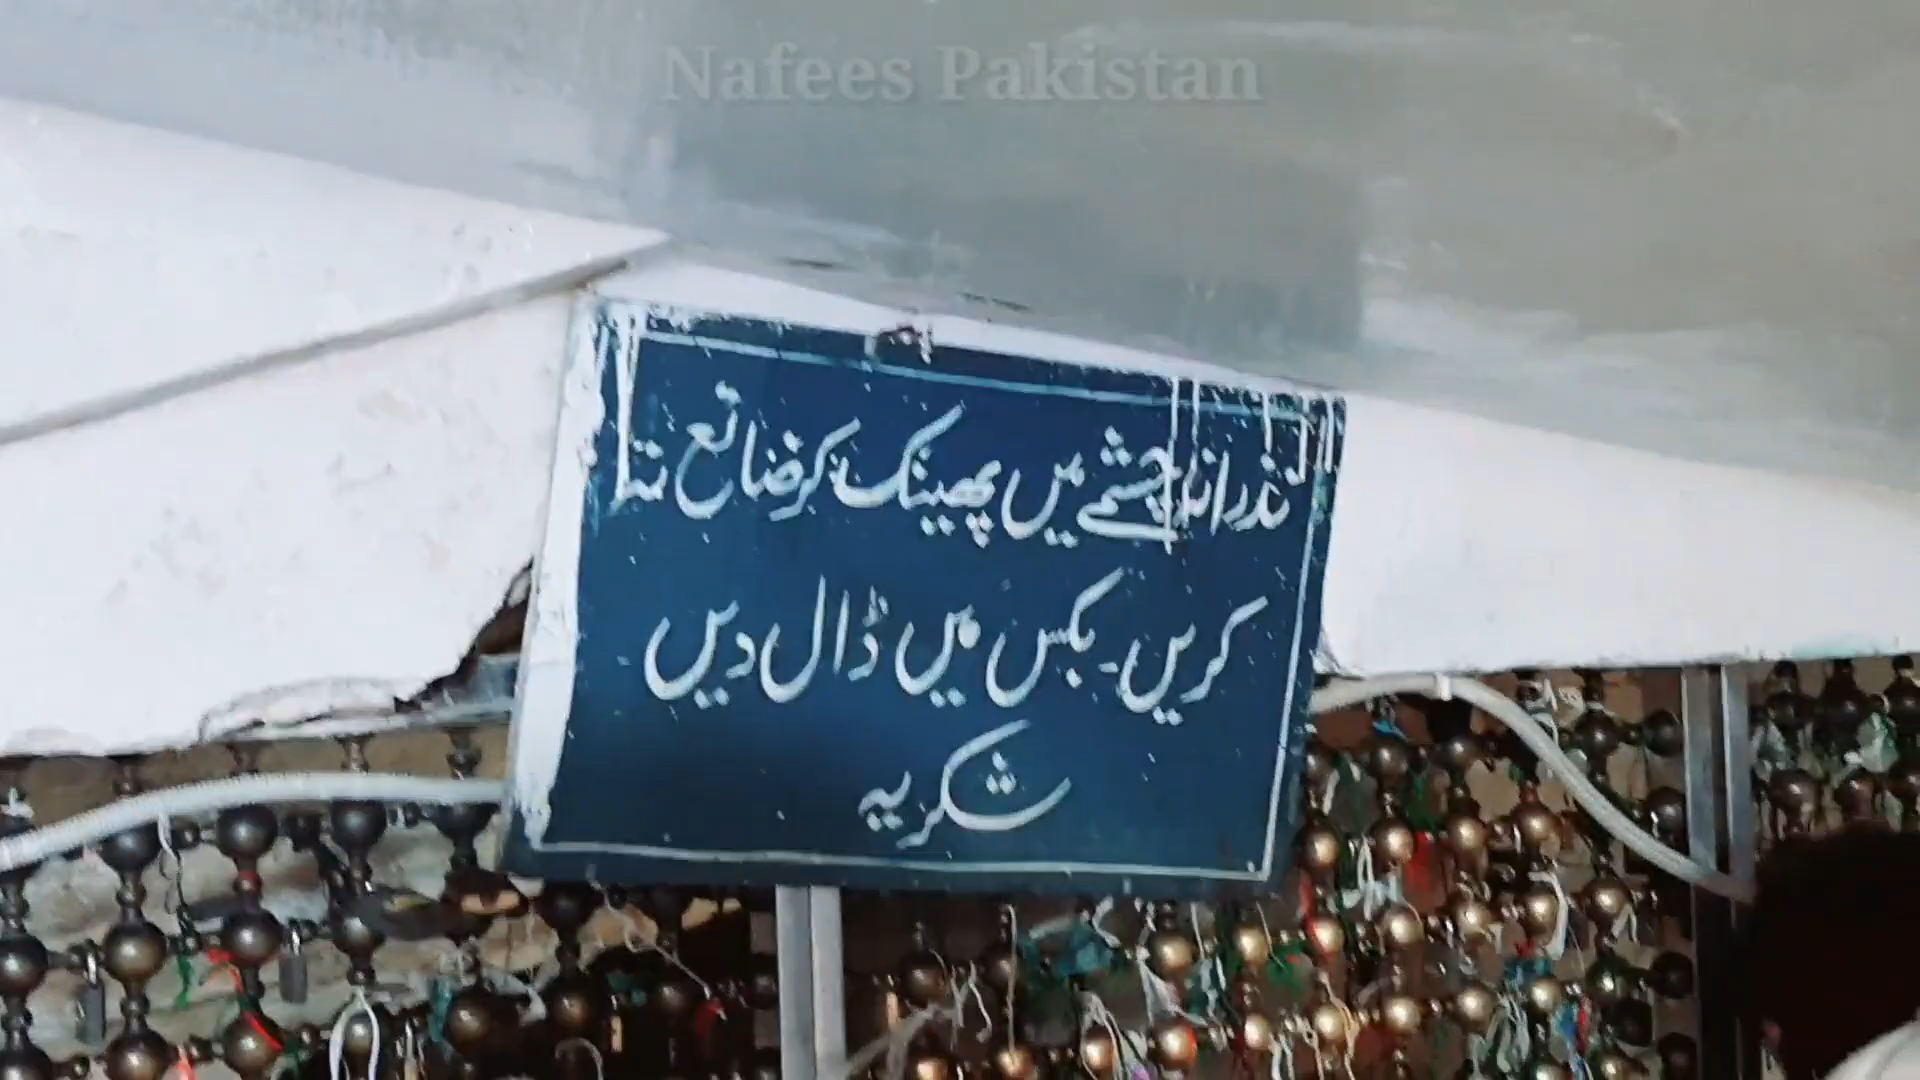 Nafees Pakistan
نذرانہ چشمے میں پھینک کر ضائع نہ
کریں۔ بکس میں ڈال دیں
شکریہ